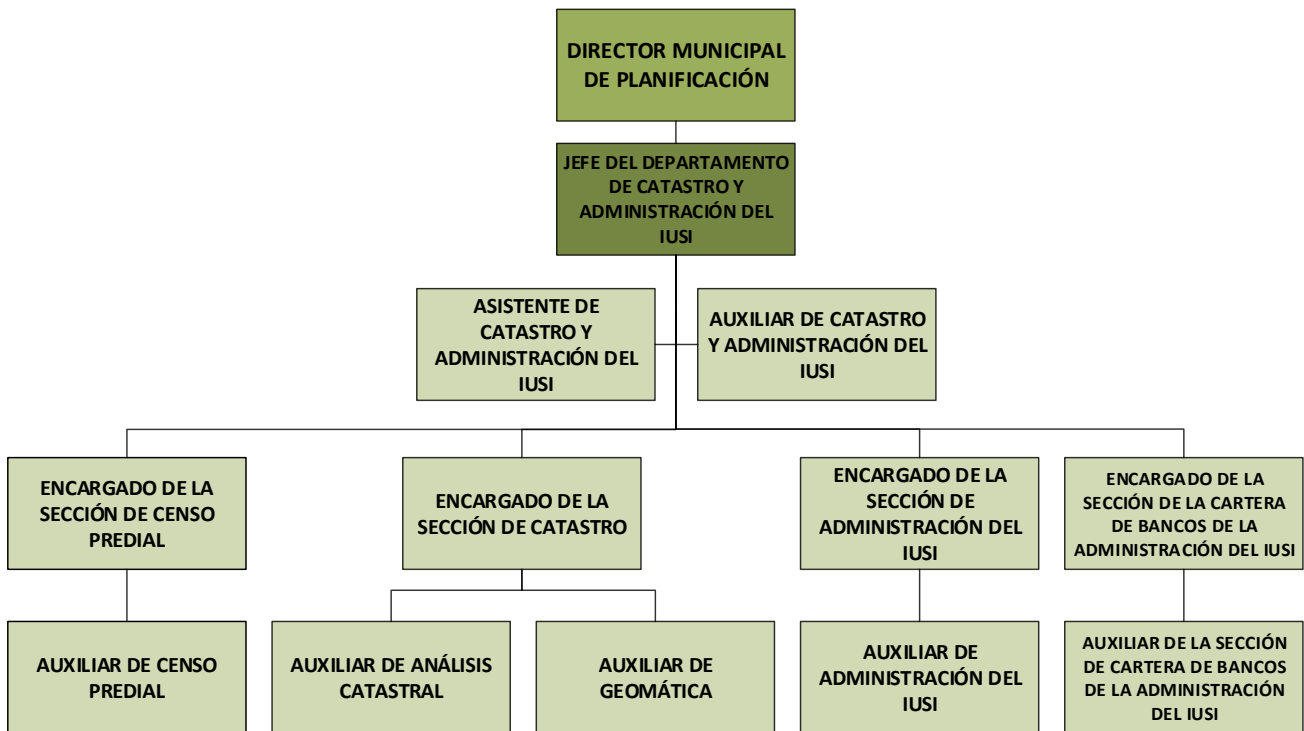 DIRECTOR MUNICIPAL
DE PLANIFICACIÓN
JEFE DEL DEPARTAMENTO
DE CATASTRO Y
ADMINISTRACIÓN DEL
IUSI
ASISTENTE DE
CATASTRO Y
ADMINISTRACIÓN DEL
IUSI
AUXILIAR DE CATASTRO
Y ADMINISTRACIÓN DEL
IUSI
ENCARGADO DE LA
SECCIÓN DE CENSO
PREDIAL
ENCARGADO DE LA
SECCIÓN DE CATASTRO
ENCARGADO DE LA
SECCIÓN DE
ADMINISTRACIÓN DEL
IUSI
ENCARGADO DE LA
SECCIÓN DE LA CARTERA
DE BANCOS DE LA
ADMINISTRACIÓN DEL IUSI
AUXILIAR DE CENSO
PREDIAL
AUXILIAR DE ANÁLISIS
CATASTRAL
AUXILIAR DE
GEOMÁTICA
AUXILIAR DE
ADMINISTRACIÓN DEL
IUSI
AUXILIAR DE LA SECCIÓN
DE CARTERA DE BANCOS
DE LA ADMINISTRACIÓN
DEL IUSI